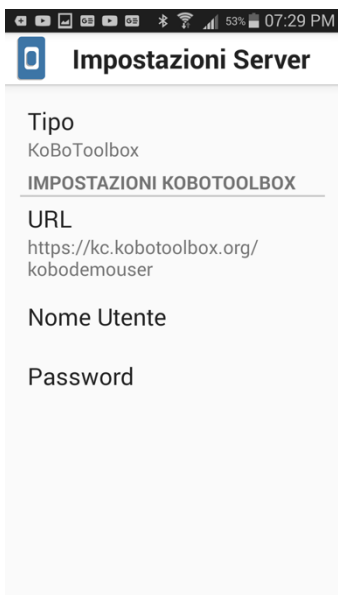 53% 07:29 PM
Impostazioni Server
Tipo
KoBoToolbox
IMPOSTAZIONI KOBOTOOLBOX
URL
https://kc.kobotoolbox.org/
kobodemouser
Nome Utente
Password